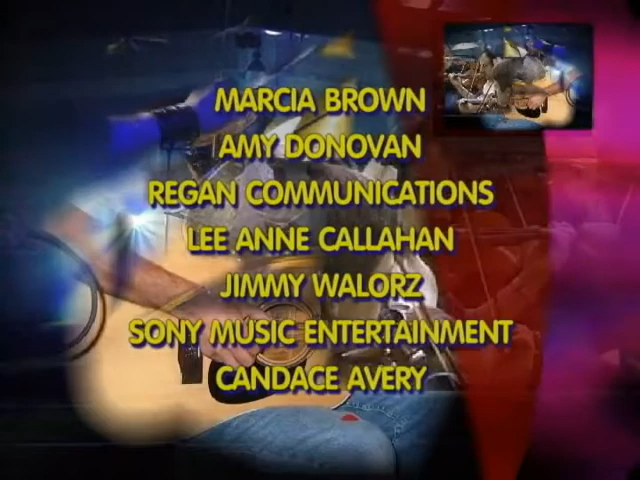 MARCIA BROWN
AMY DONOVAN
REGAN COMMUNICATIONS
LEE ANNE CALLAHAN
JIMMY WALORZ
SONY MUSIC ENTERTAINMENT
CANDACE AVERY